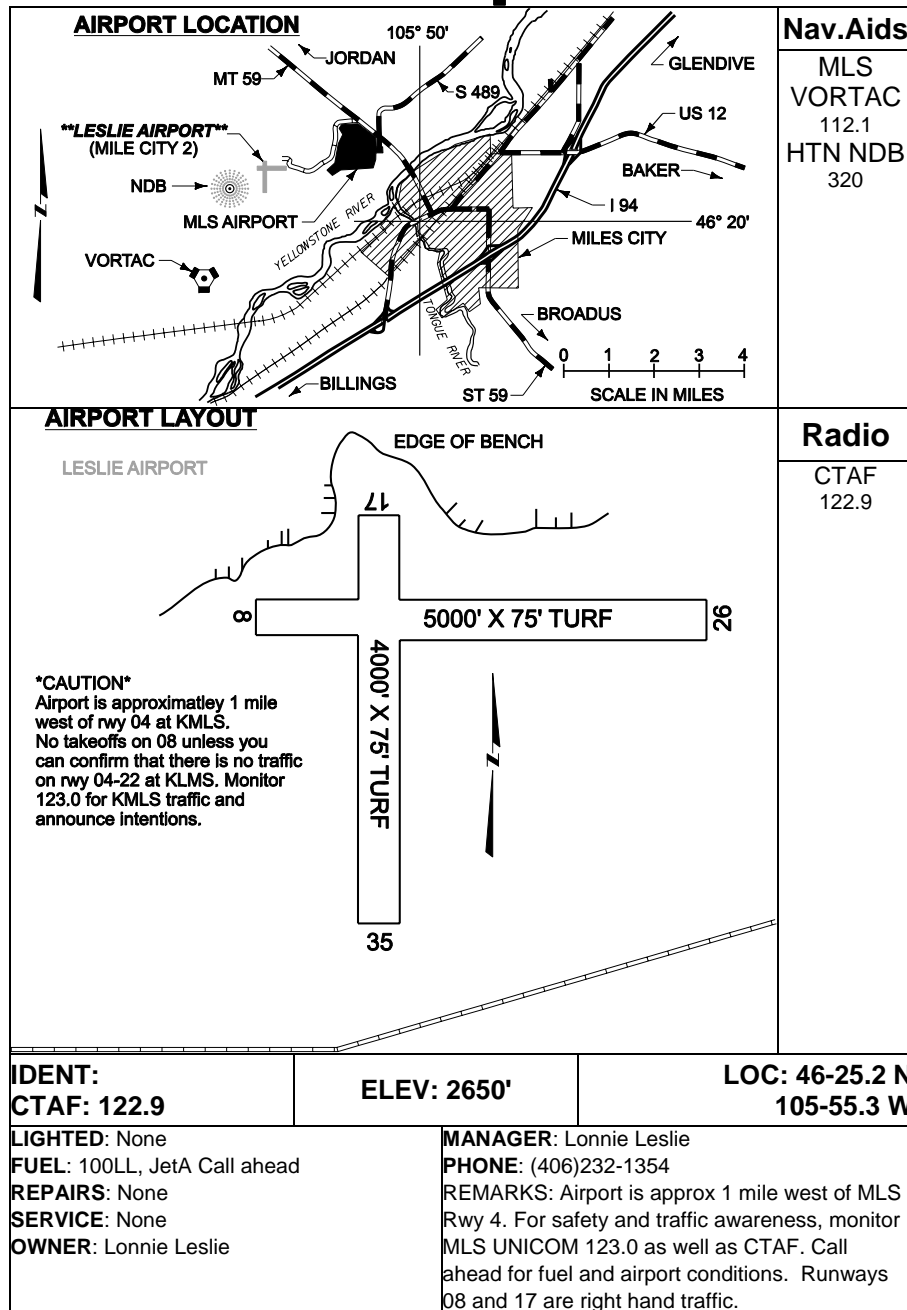 AIRPORT LOCATION
105° 50'
JORDAN
MT 59
S 489
GLENDIVE
US 12
**LESLIE AIRPORT**
(MILE CITY 2)
NDB
BAKER
I 94
MLS AIRPORT
46° 20'
YELLOWSTONE RIVER
MILES CITY
N
VORTAC
TONGUE RIVER
BROADUS
0 1 2 3 4
BILLINGS
ST 59
SCALE IN MILES
Nav.Aids
MLS
VORTAC
112.1
HTN NDB
320
AIRPORT LAYOUT
LESLIE AIRPORT
EDGE OF BENCH
17
8
5000' X 75' TURF
26
4000' X 75' TURF
*CAUTION*
Airport is approximatley 1 mile
west of rwy 04 at KMLS.
No takeoffs on 08 unless you
can confirm that there is no traffic
on rwy 04-22 at KLMS. Monitor
123.0 for KMLS traffic and
announce intentions.
N
35
Radio
CTAF
122.9
IDENT:
CTAF: 122.9
ELEV: 2650'
LOC: 46-25.2 N
105-55.3 W
LIGHTED: None
FUEL: 100LL, JetA Call ahead
REPAIRS: None
SERVICE: None
OWNER: Lonnie Leslie
MANAGER: Lonnie Leslie
PHONE: (406)232-1354
REMARKS: Airport is approx 1 mile west of MLS
Rwy 4. For safety and traffic awareness, monitor
MLS UNICOM 123.0 as well as CTAF. Call
ahead for fuel and airport conditions. Runways
08 and 17 are right hand traffic.